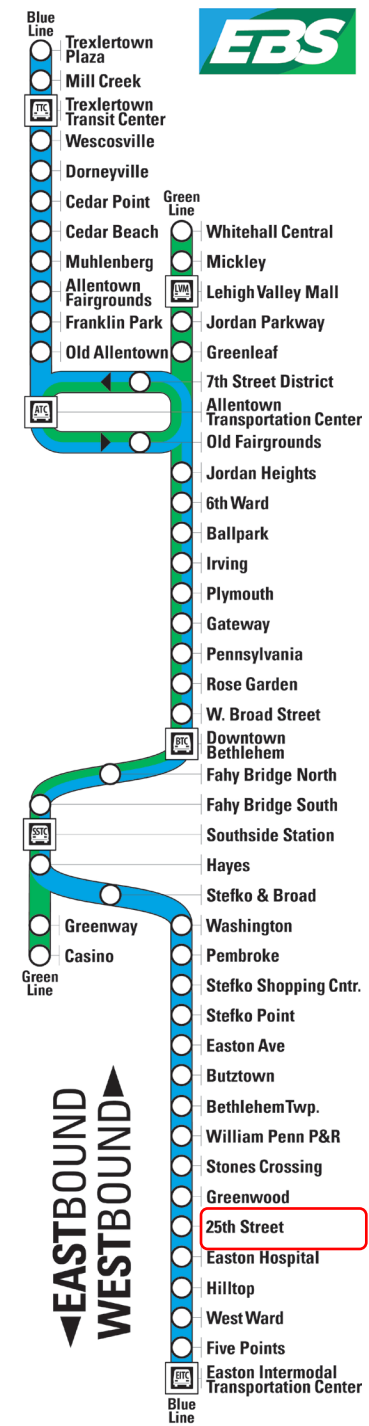 EBS
Blue
Line
Trexlertown
Plaza
Mill Creek
TTC
Trexlertown
Transit Center
Wescosville
Dorneyville
Cedar Point
Cedar Beach
Muhlenberg
Allentown
Fairgrounds
Franklin Park
Old Allentown
Green
Line
Whitehall Central
Mickley
LVM
Lehigh Valley Mall
Jordan Parkway
Greenleaf
7th Street District
ATC
Allentown
Transportation Center
Old Fairgrounds
Jordan Heights
6th Ward
Ballpark
Irving
Plymouth
Gateway
Pennsylvania
Rose Garden
W. Broad Street
BTC
Downtown
Bethlehem
Fahy Bridge North
Fahy Bridge South
SSTC
Southside Station
Hayes
Stefko & Broad
Greenway
Casino
Green
Line
Washington
Pembroke
Stefko Shopping Cntr.
Stefko Point
Easton Ave
Butztown
Bethlehem Twp.
William Penn P&R
Stones Crossing
Greenwood
25th Street
Easton Hospital
Hilltop
West Ward
Five Points
EITC
Easton Intermodal
Transportation Center
Blue
Line
EASTBOUND
WESTBOUND